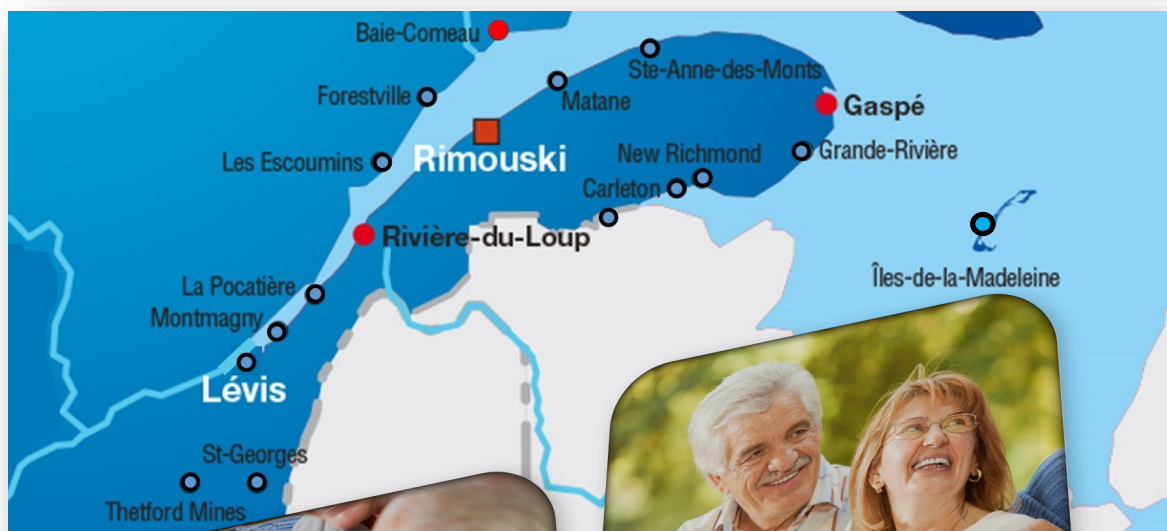 Baie-Comeau
Ste-Anne-des-Monts
Forestville
Matane
Gaspé
Rimouski
New Richmond
Grande-Rivière
Les Escoumins
Carleton
Rivière-du-Loup
Îles-de-la-Madeleine
La Pocatière
Montmagny
Lévis
St-Georges
Thetford Mines